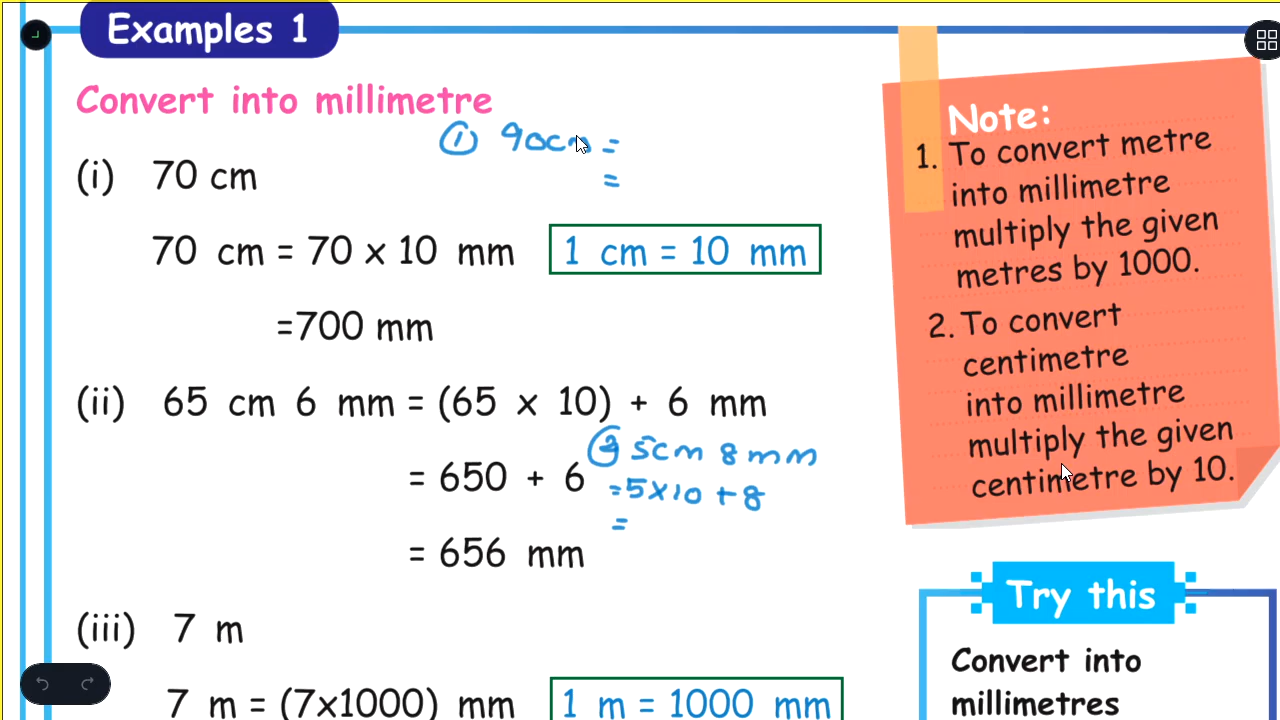 Examples 1
Convert into millimetre
① 90cm =
=
(i) 70 cm
70 cm = 70 x 10 mm
1 cm = 10 mm
=700 mm
(ii) 65 cm 6 mm = (65 x 10) + 6 mm
= 650 + 6
= 656 mm
② 5cm 8mm
=5x10 +8
=
(iii) 7 m
7 m = (7x1000) mm
1 m = 1000 mm
Note:
1. To convert metre
into millimetre
multiply the given
metres by 1000.
2. To convert
centimetre
into millimetre
multiply the given
centimetre by 10.
Try this
Convert into
millimetres